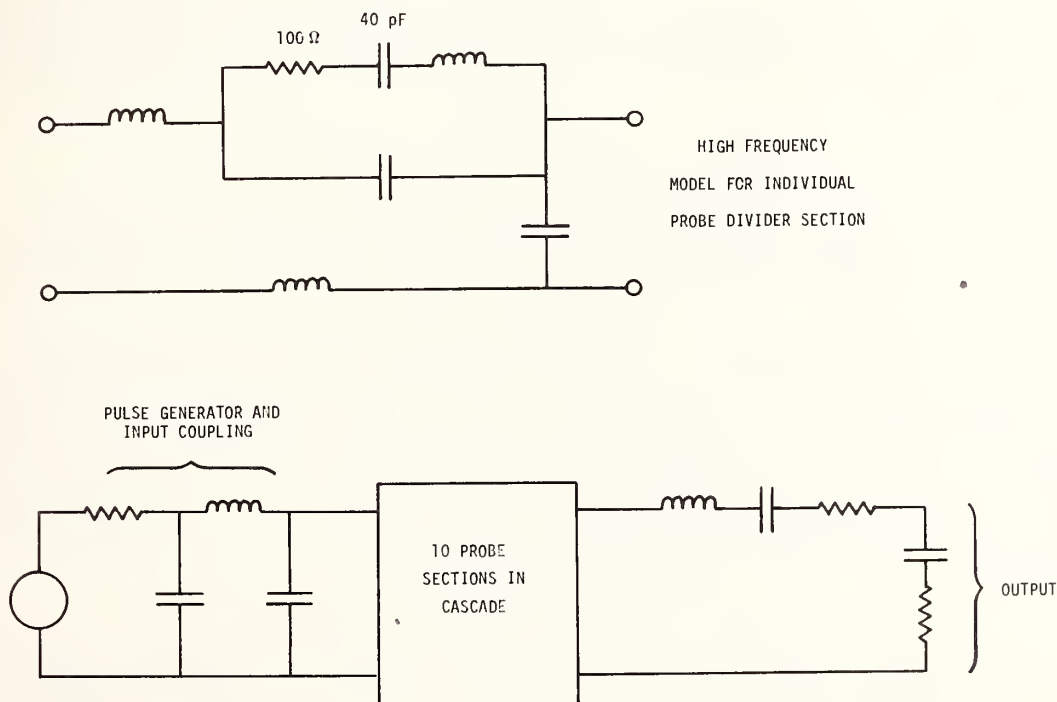 40 pF
100 Ω
HIGH FREQUENCY
MODEL FOR INDIVIDUAL
PROBE DIVIDER SECTION
PULSE GENERATOR AND
INPUT COUPLING
10 PROBE
SECTIONS IN
CASCADE
OUTPUT